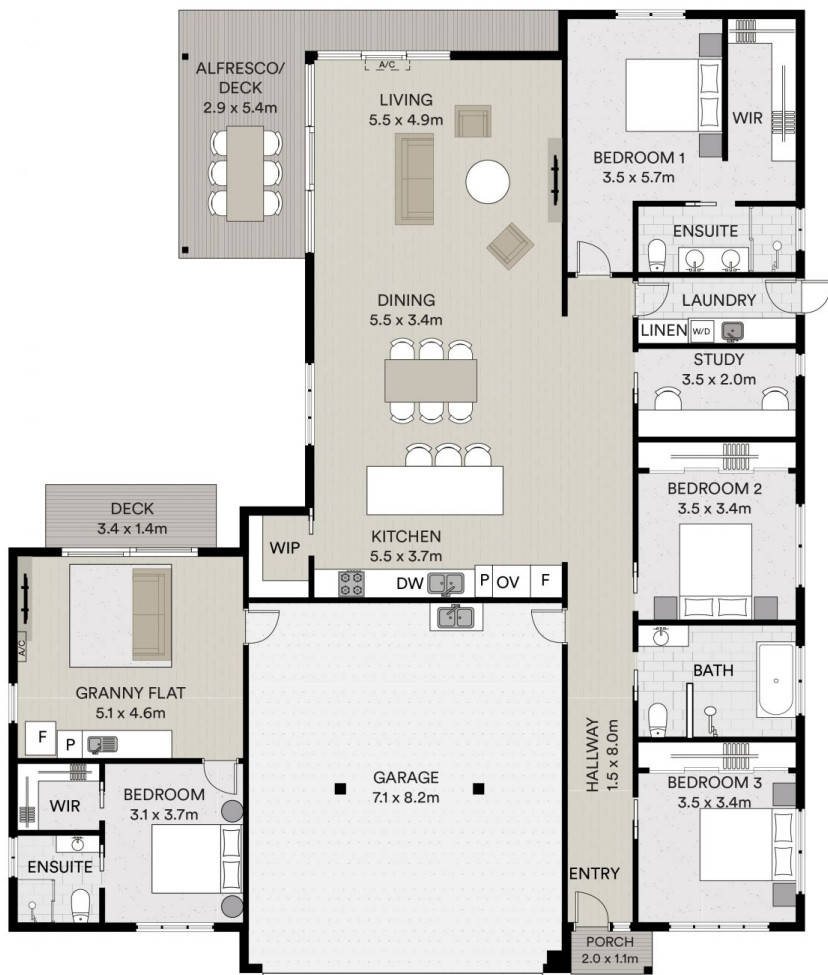 ALFRESCO/
DECK
2.9 x 5.4m
A/C
LIVING
5.5 x 4.9m
BEDROOM 1
3.5 x 5.7m
WIR
ENSUITE
DINING
5.5 x 3.4m
LAUNDRY
LINEN
W/D
STUDY
3.5 x 2.0m
DECK
3.4 x 1.4m
WIP
KITCHEN
5.5 x 3.7m
DW
P
OV
F
BEDROOM 2
3.5 x 3.4m
A/C
GRANNY FLAT
5.1 x 4.6m
F
P
BATH
HALLWAY
1.5 x 8.0m
GARAGE
7.1 x 8.2m
WIR
BEDROOM
3.1 x 3.7m
ENSUITE
BEDROOM 3
3.5 x 3.4m
ENTRY
PORCH
2.0 x 1.1m